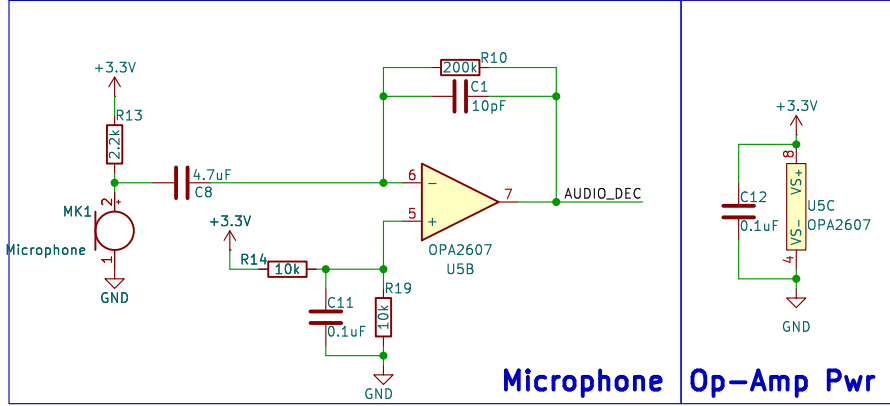 +3.3V
R13
2.2k
2
MK1
Microphone
1
GND
4.7uF
C8
+3.3V
R14
10k
C11
0.1uF
R19
10k
GND
R10
200k
C1
10pF
6
−
5
+
7
OPA2607
U5B
AUDIO_DEC
Microphone
+3.3V
8
VS+
C12
0.1uF
U5C
OPA2607
VS-
4
GND
Op-Amp Pwr